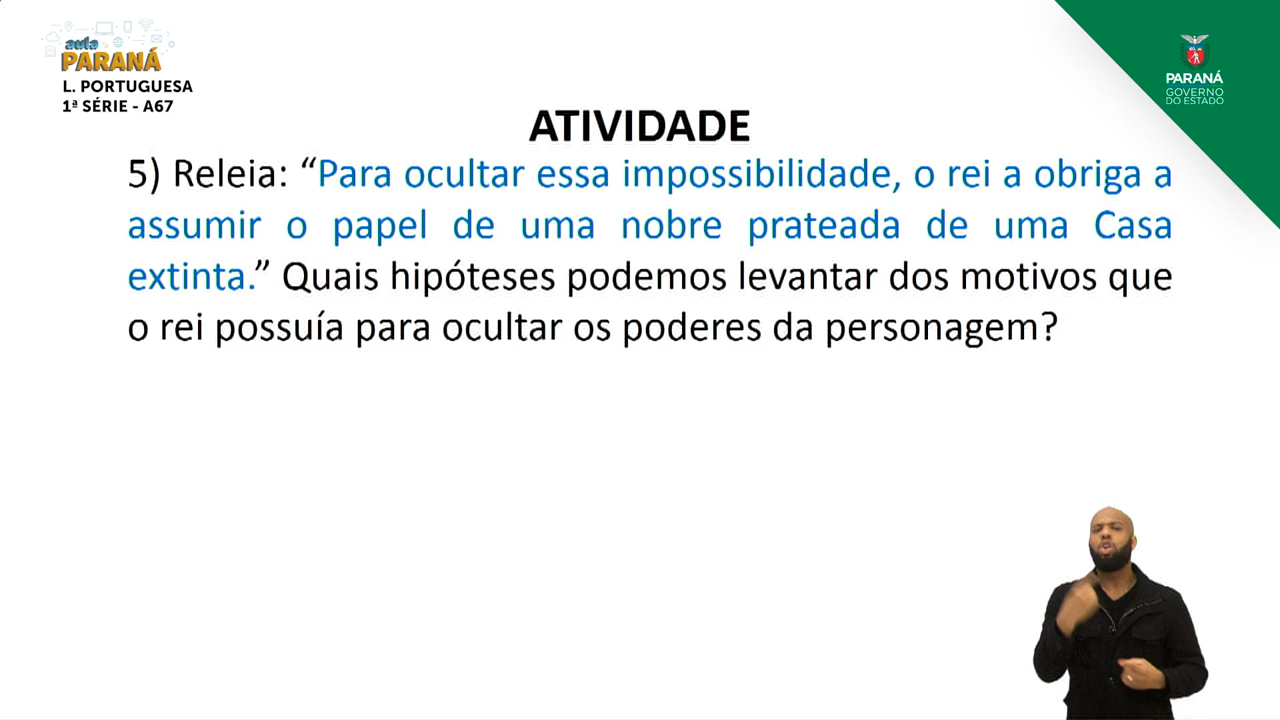 aula
PARANÁ
L. PORTUGUESA
1ª SÉRIE - A67
PARANÁ
GOVERNO
DO ESTADO
ATIVIDADE
5) Releia: “Para ocultar essa impossibilidade, o rei a obriga a
assumir o papel de uma nobre prateada de uma Casa
extinta.” Quais hipóteses podemos levantar dos motivos que
o rei possuía para ocultar os poderes da personagem?